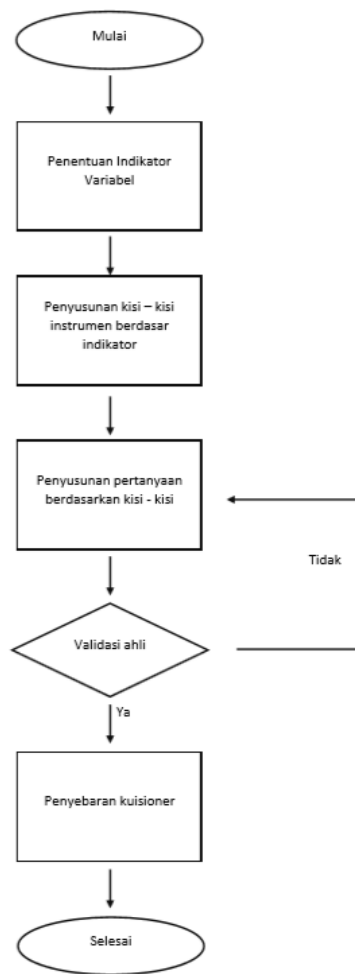 Mulai
Penentuan Indikator
Variabel
Penyusunan kisi – kisi
instrumen berdasar
indikator
Penyusunan pertanyaan
berdasarkan kisi - kisi
Tidak
Validasi ahli
Ya
Penyebaran kuisioner
Selesai